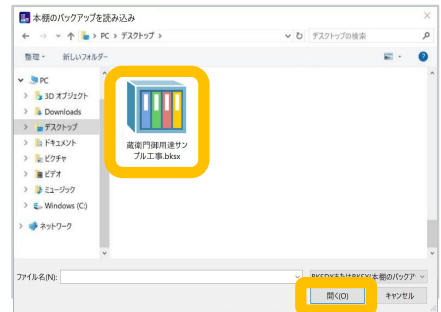 本棚のバックアップを読み込み
PC › デスクトップ ›
デスクトップの検索
整理
新しいフォルダー
PC
3D オブジェクト
Downloads
デスクトップ
ドキュメント
ピクチャ
ビデオ
ミュージック
Windows (C:)
ネットワーク
蔵衛門御用達サン
プル工事.bksx
ファイル名(N):
BKFDXまたはBKSX(本棚のバックア
開く(O)
キャンセル